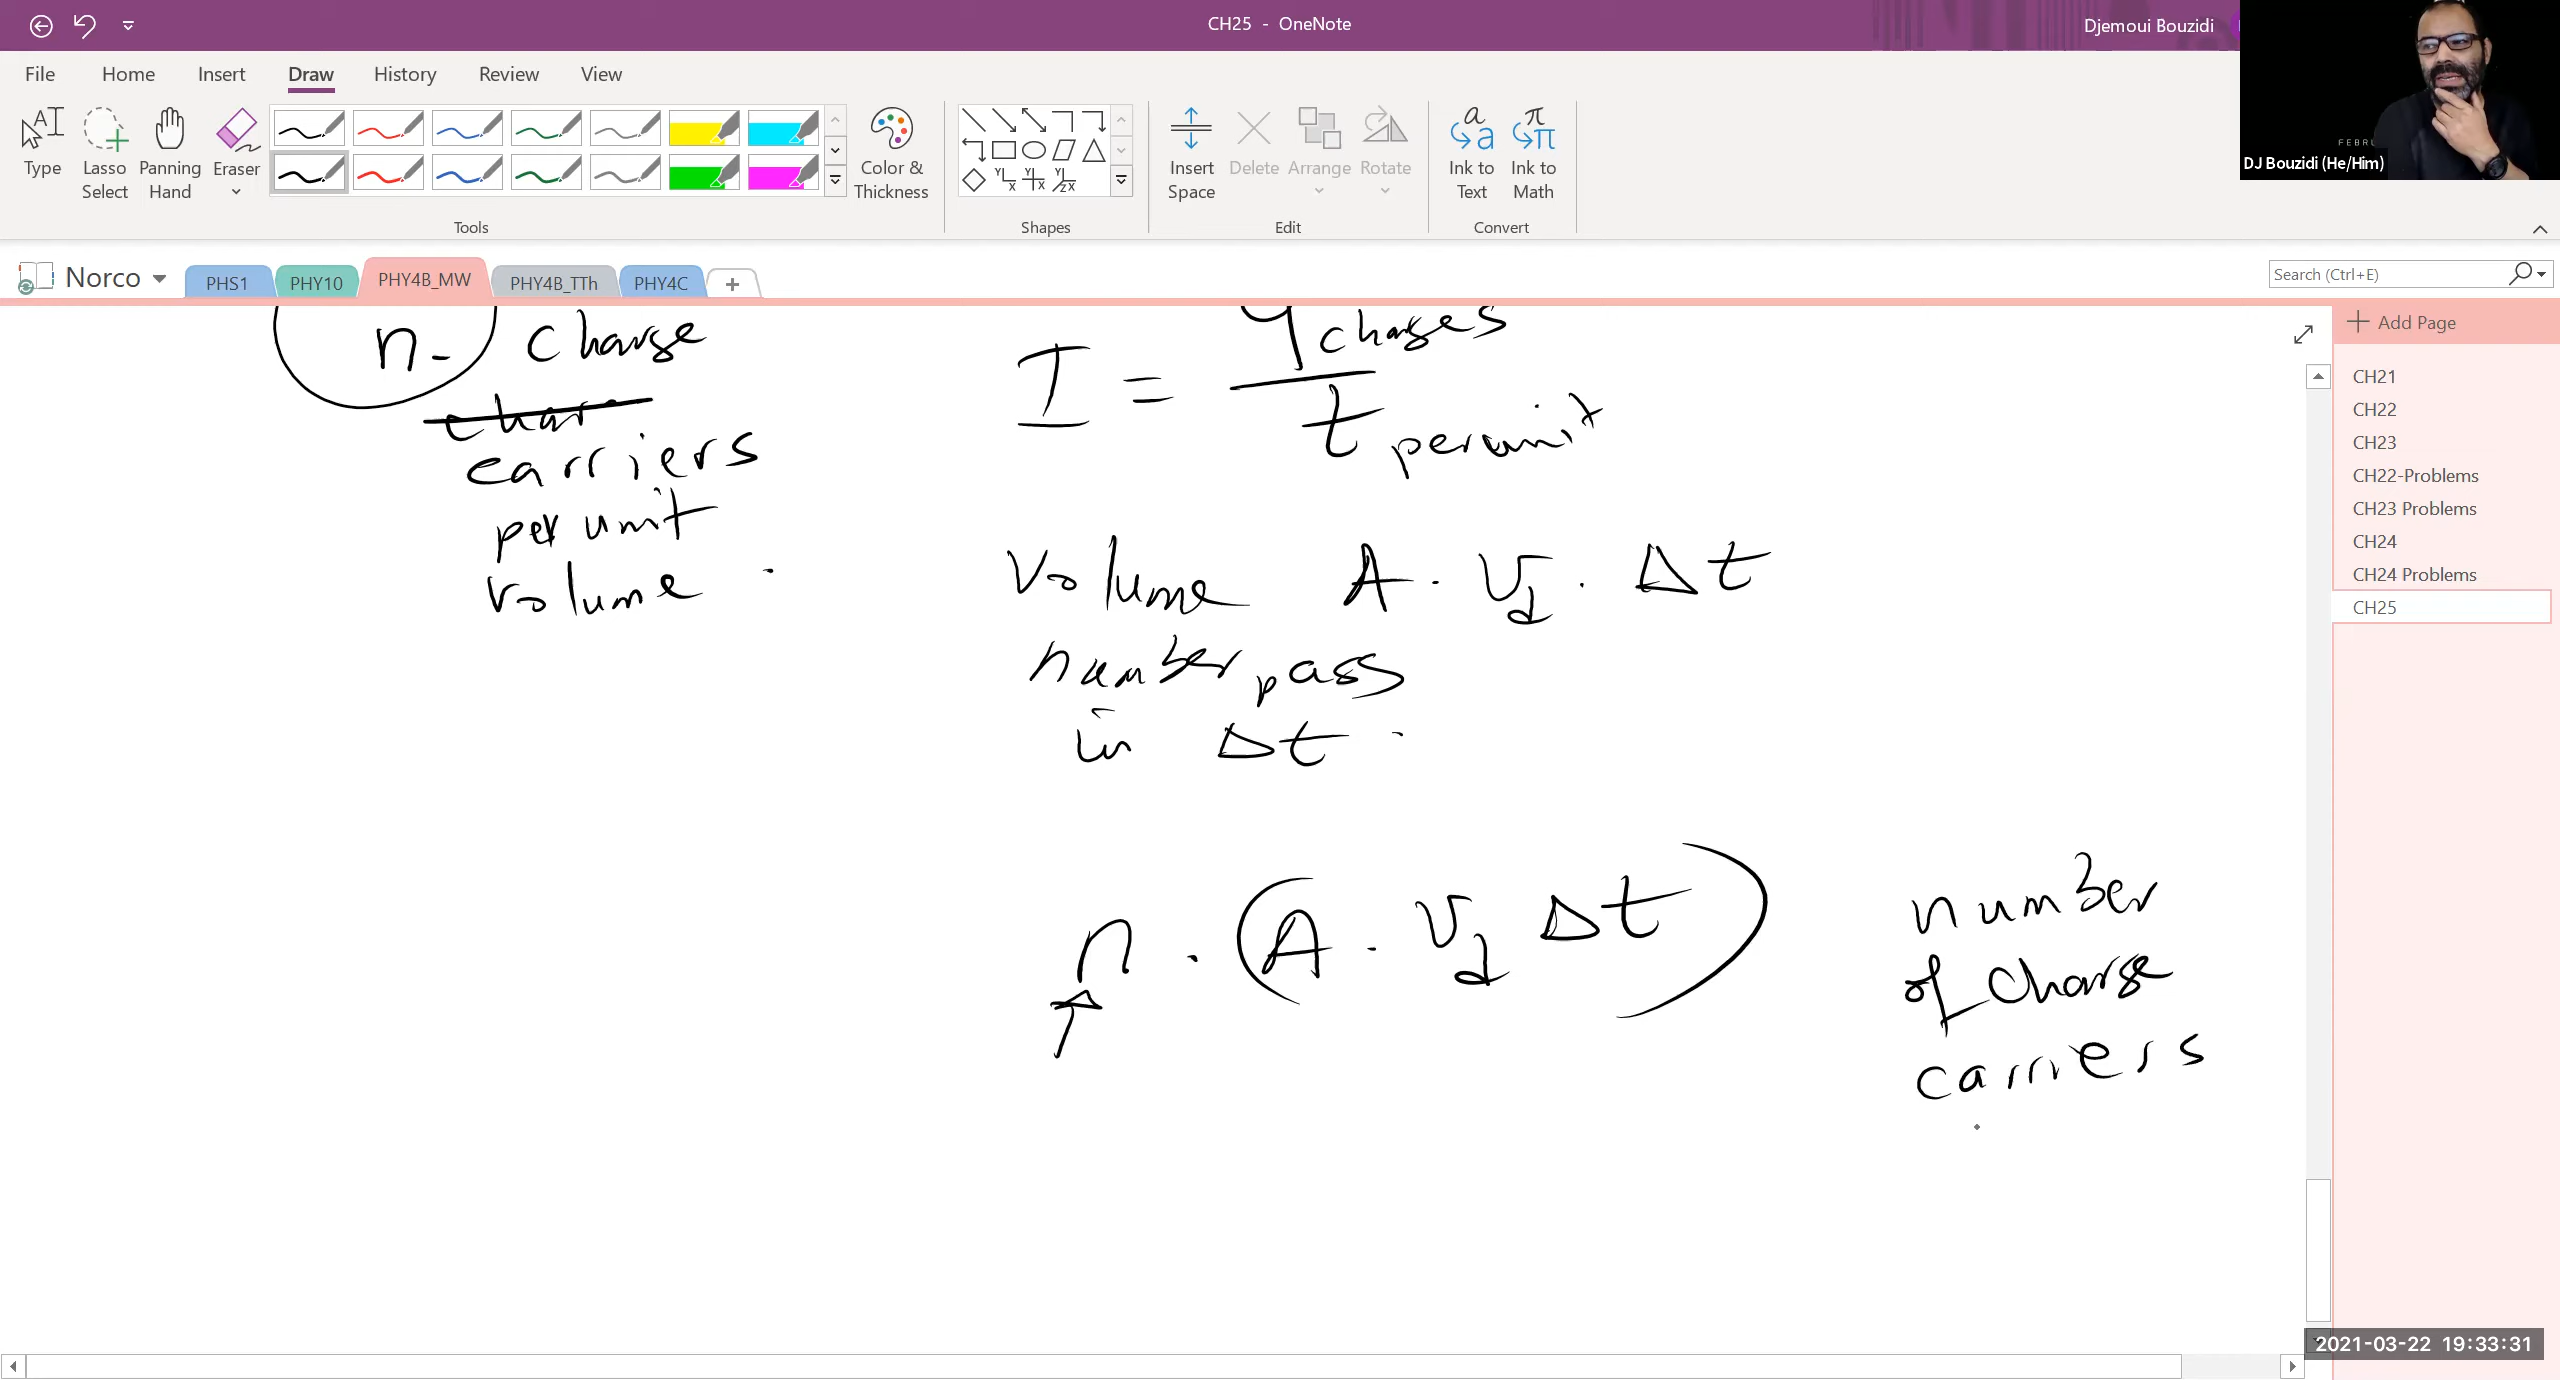 CH25 - OneNote
Djemoui Bouzidi
File Home Insert Draw History Review View
Type
Lasso Select
Panning Hand
Eraser
Color & Thickness
Insert Space
Delete
Arrange
Rotate
Ink to Text
Ink to Math
Tools
Shapes
Edit
Convert
FEBRU
DJ Bouzidi (He/Him)
Norco
PHS1 PHY10 PHY4B_MW PHY4B_TTh PHY4C
Search (Ctrl+E)
Add Page
CH21
CH22
CH23
CH22-Problems
CH23 Problems
CH24
CH24 Problems
CH25
n - charge
char
carriers
per unit
volume .
I = q charges / t per unit
Volume A · v_d · Δt
number pass
in Δt .
n · (A · v_d Δt)
number
of charge
carriers
2021-03-22 19:33:31